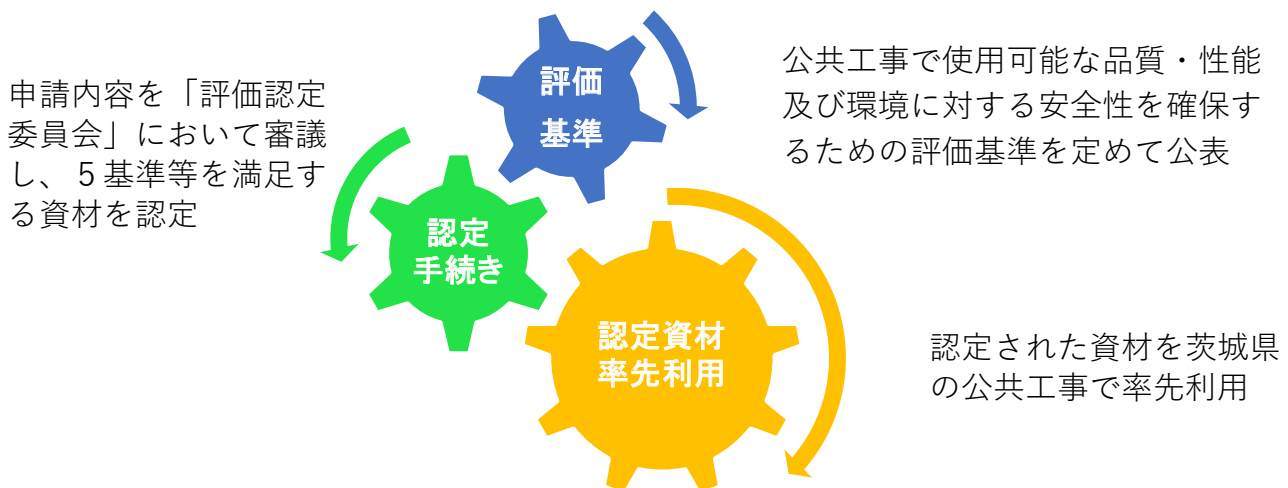 評価
基準
公共工事で使用可能な品質・性能
及び環境に対する安全性を確保す
るための評価基準を定めて公表
申請内容を「評価認定
委員会」において審議
し、５基準等を満足す
る資材を認定
認定
手続き
認定資材
率先利用
認定された資材を茨城県
の公共工事で率先利用